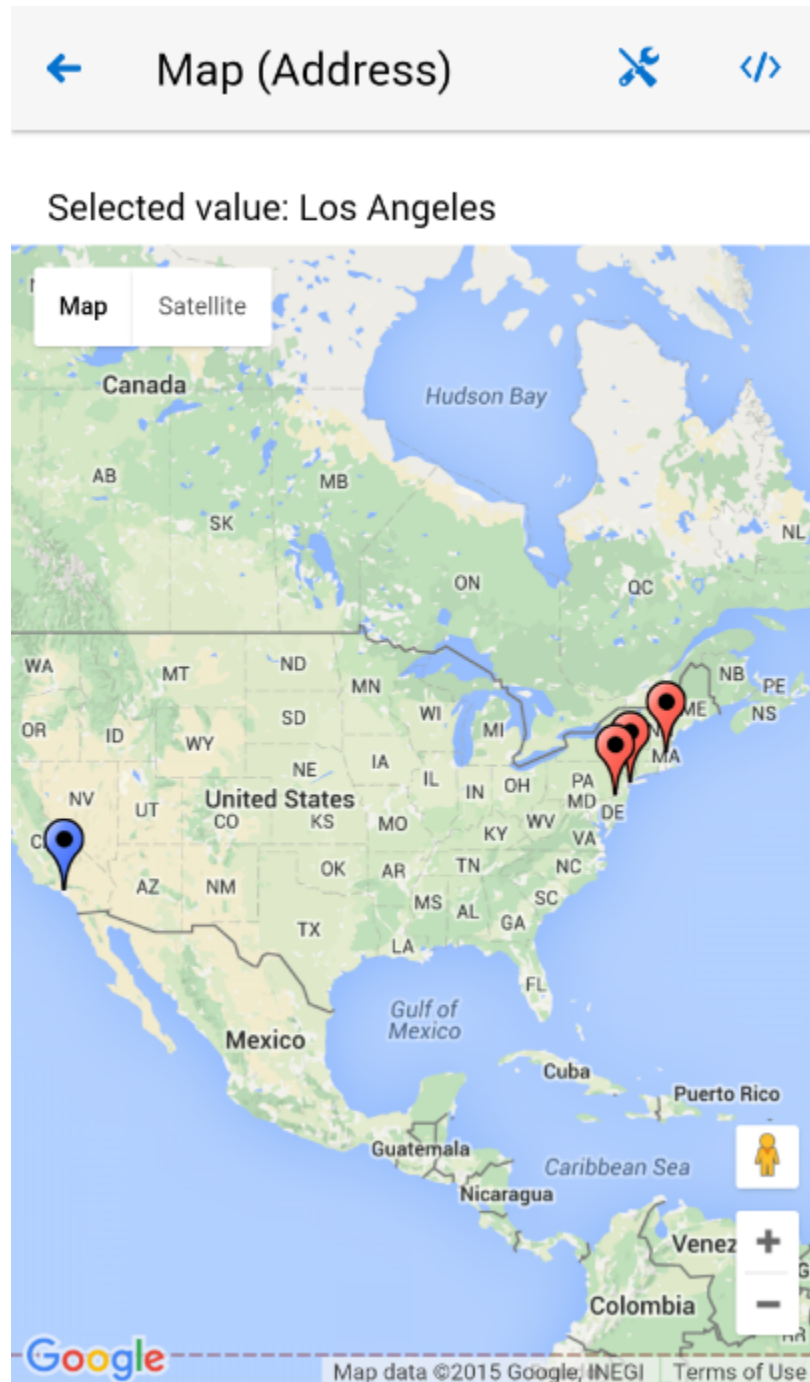 Map (Address)
</>
Selected value: Los Angeles
Map Satellite
Canada
Hudson Bay
AB
MB
SK
NL
ON
QC
WA
MT
ND
MN
NB
PE
OR
ID
WY
SD
WI
MI
ME
NS
NE
IA
IL
IN
OH
PA
MA
NV
UT
United States
CO
KS
MO
KY
WV
MD
DE
VA
AZ
NM
OK
AR
TN
NC
TX
MS
AL
GA
SC
LA
FL
Gulf of
Mexico
Mexico
Cuba
Puerto Rico
Guatemala
Caribbean Sea
Nicaragua
Venez
+
Colombia
−
Google
Map data ©2015 Google, INEGI Terms of Use